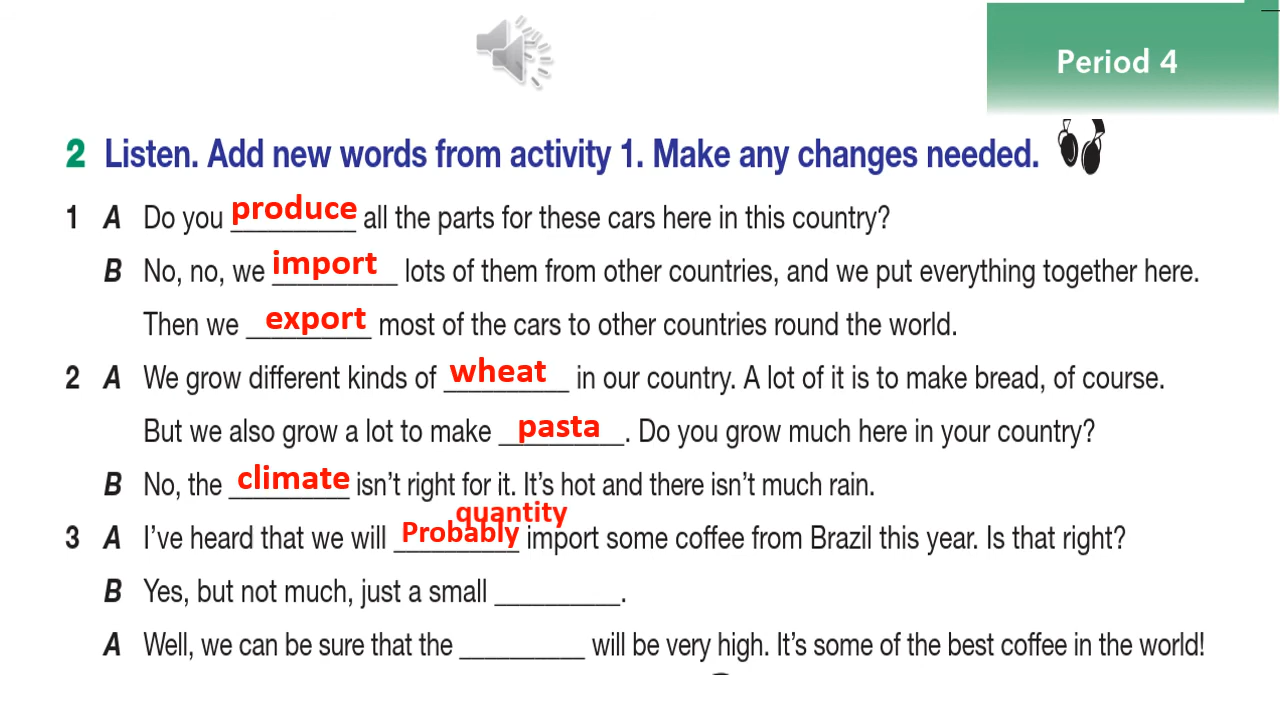 Period 4
2 Listen. Add new words from activity 1. Make any changes needed.
1 A Do you produce all the parts for these cars here in this country?
B No, no, we import lots of them from other countries, and we put everything together here.
Then we export most of the cars to other countries round the world.
2 A We grow different kinds of wheat in our country. A lot of it is to make bread, of course.
But we also grow a lot to make pasta. Do you grow much here in your country?
B No, the climate isn't right for it. It's hot and there isn't much rain.
quantity
3 A I've heard that we will Probably import some coffee from Brazil this year. Is that right?
B Yes, but not much, just a small __________.
A Well, we can be sure that the __________ will be very high. It's some of the best coffee in the world!